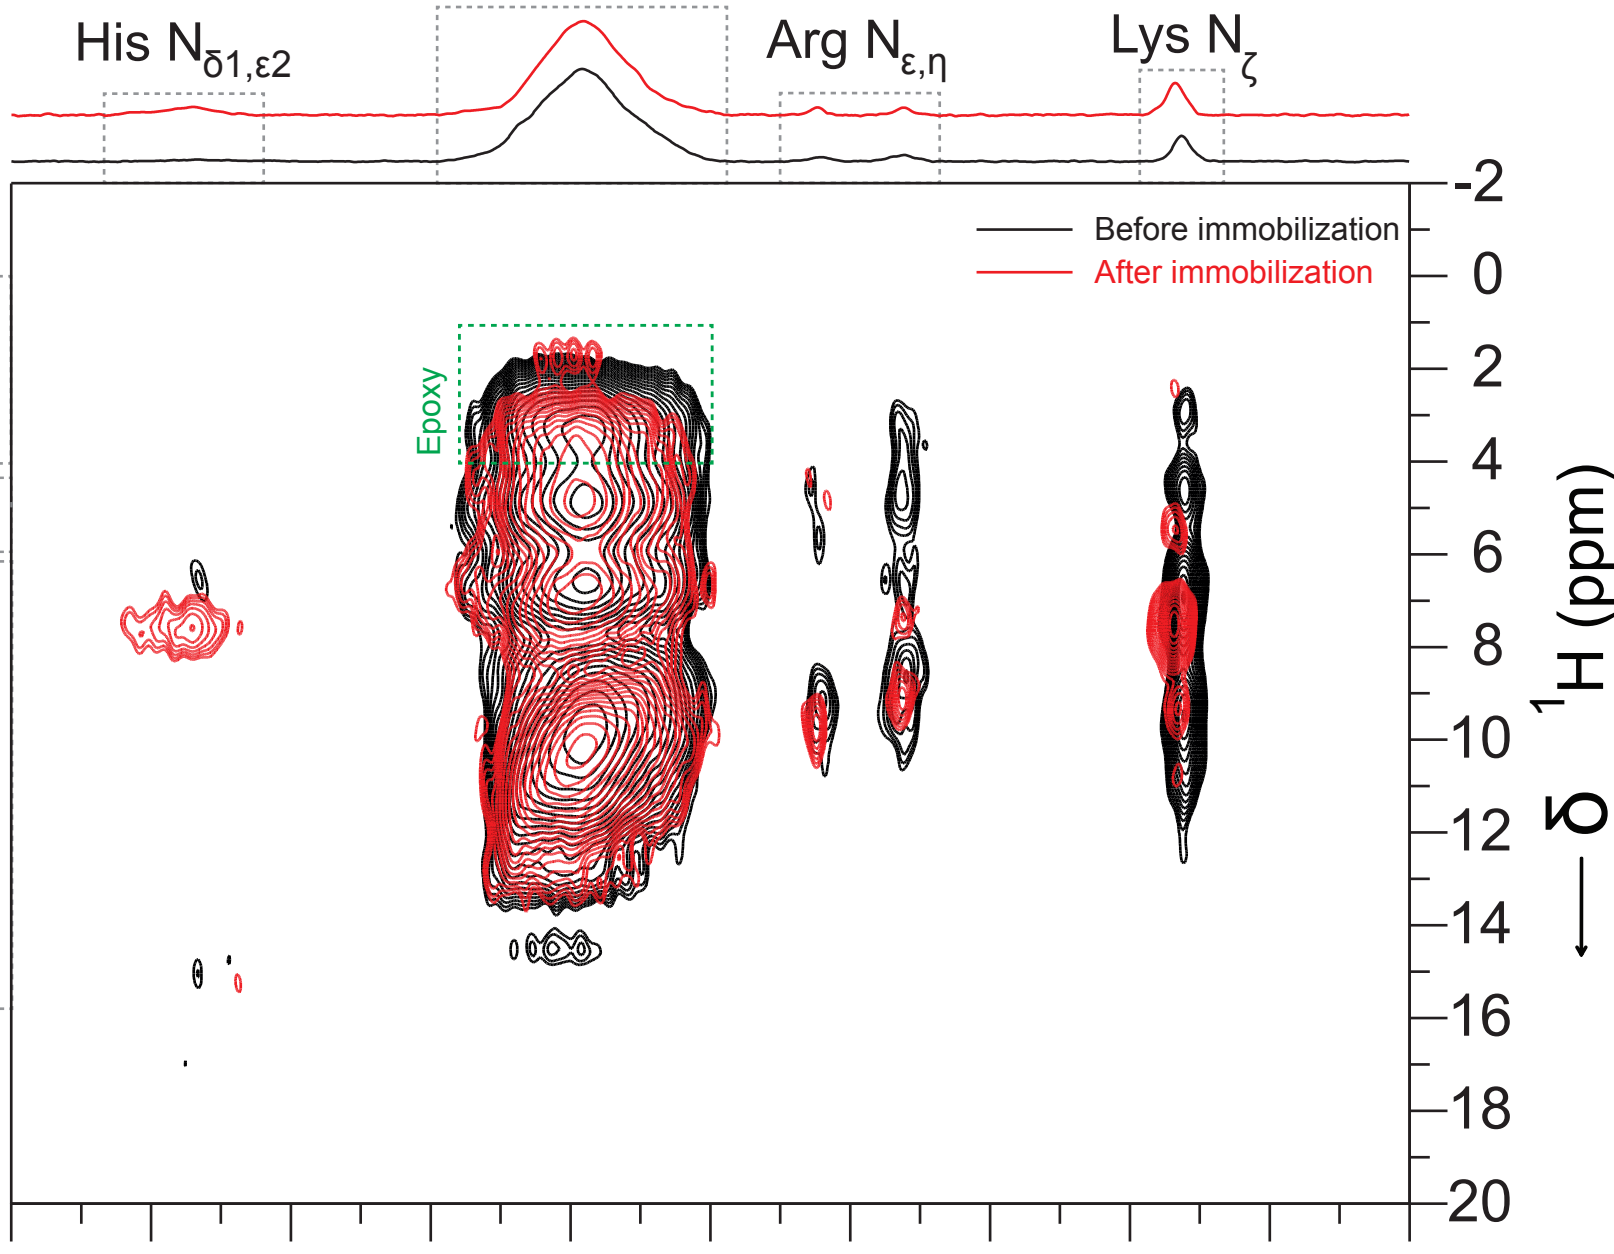 His Nδ1,ε2
Arg Nε,η
Lys Nζ
Before immobilization
After immobilization
Epoxy
-2
0
2
4
6
8
10
12
14
16
18
20
← δ ¹H (ppm)